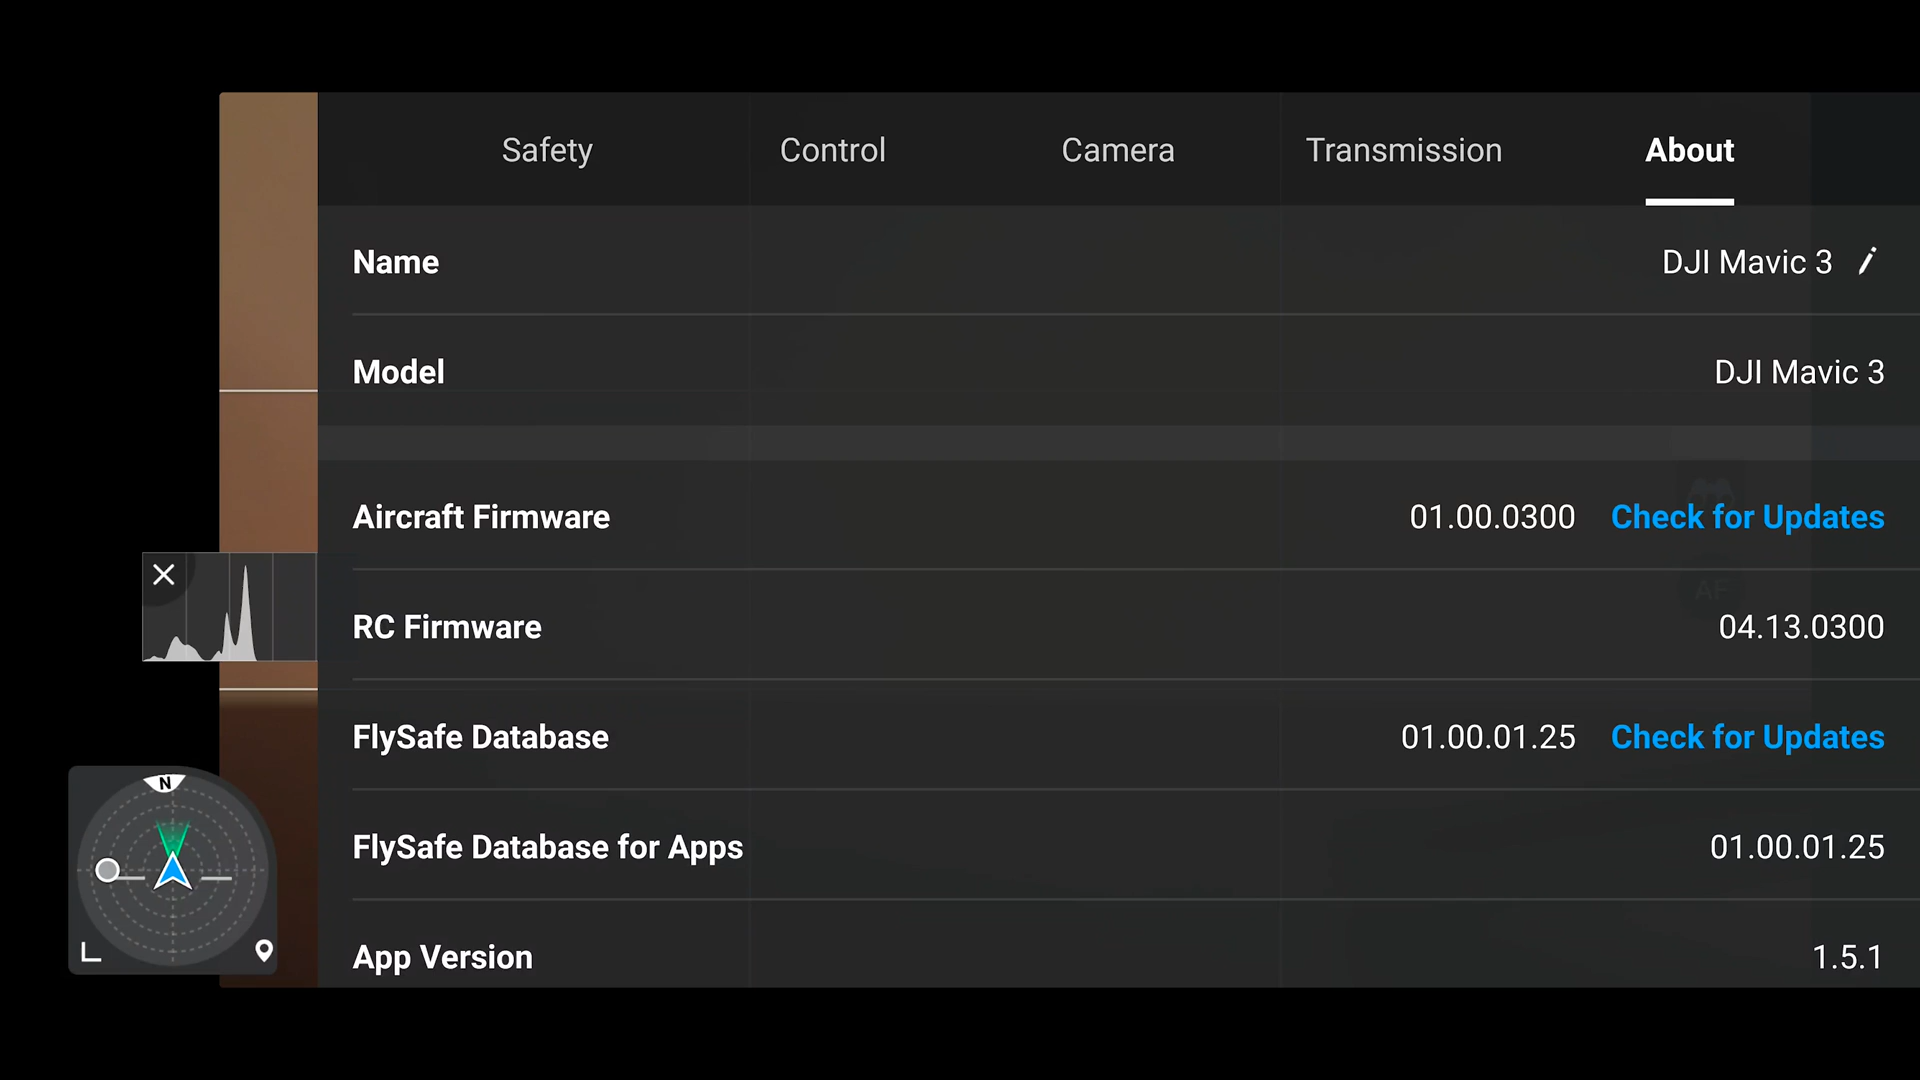 Safety Control Camera Transmission About
Name DJI Mavic 3
Model DJI Mavic 3
Aircraft Firmware 01.00.0300 Check for Updates
AF
RC Firmware 04.13.0300
FlySafe Database 01.00.01.25 Check for Updates
N
FlySafe Database for Apps 01.00.01.25
App Version 1.5.1